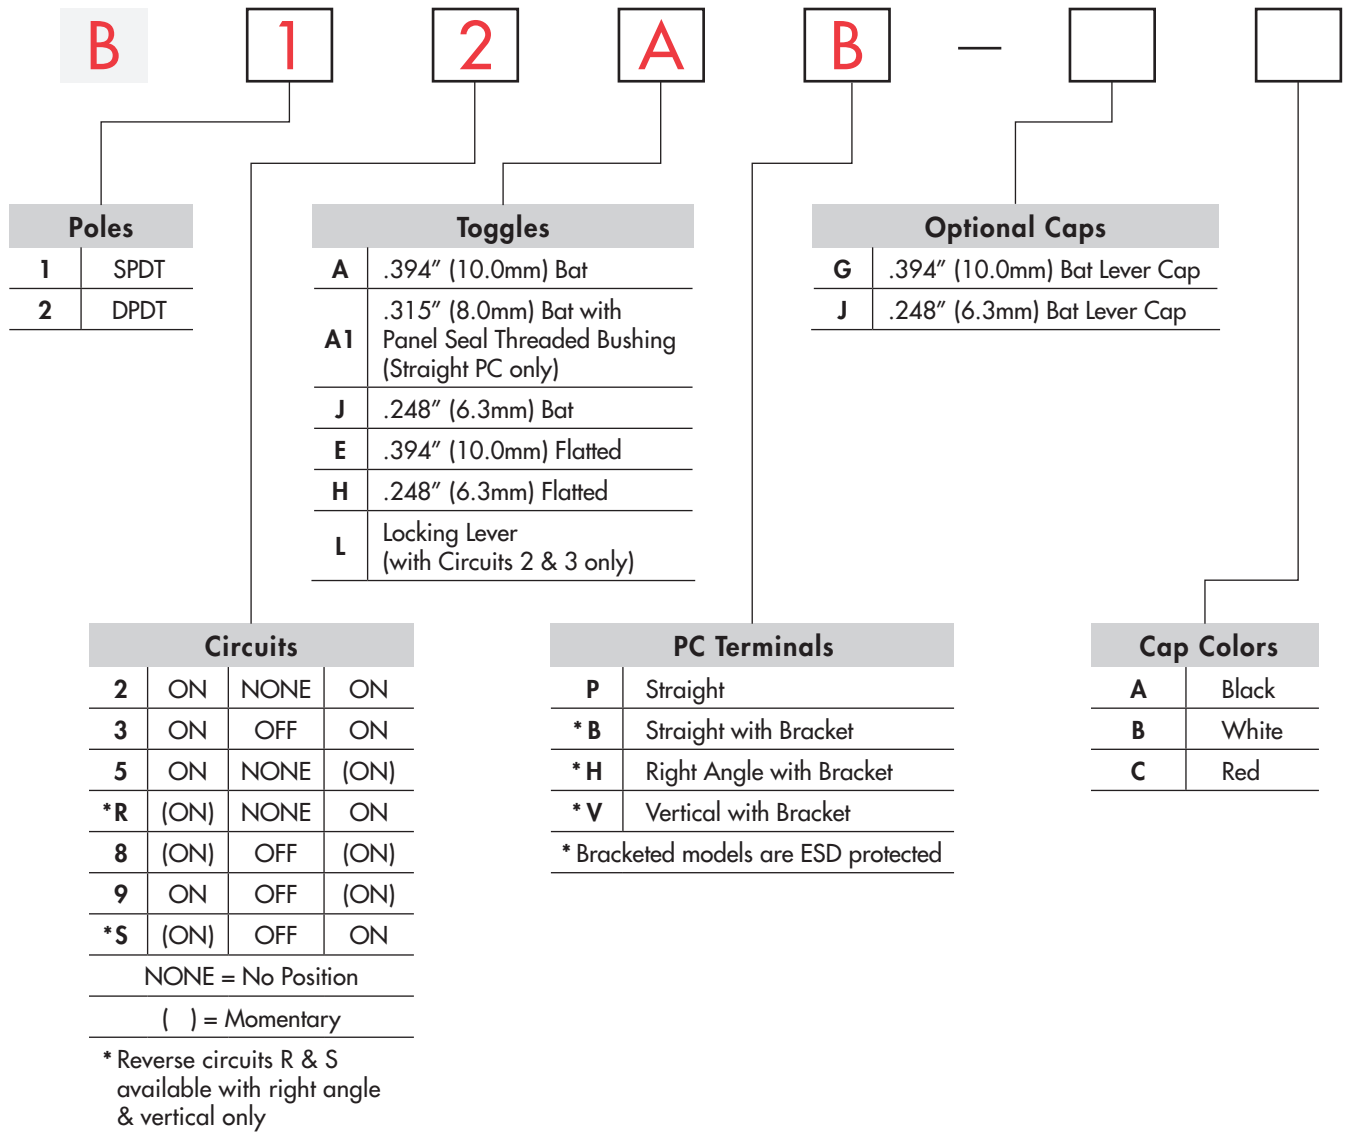 B 1 2 A B —
Poles
1 SPDT
2 DPDT
Toggles
A .394″ (10.0mm) Bat
A1 .315″ (8.0mm) Bat with
Panel Seal Threaded Bushing
(Straight PC only)
J .248″ (6.3mm) Bat
E .394″ (10.0mm) Flatted
H .248″ (6.3mm) Flatted
L Locking Lever
(with Circuits 2 & 3 only)
Optional Caps
G .394″ (10.0mm) Bat Lever Cap
J .248″ (6.3mm) Bat Lever Cap
Circuits
2 ON NONE ON
3 ON OFF ON
5 ON NONE (ON)
*R (ON) NONE ON
8 (ON) OFF (ON)
9 ON OFF (ON)
*S (ON) OFF ON
NONE = No Position
( ) = Momentary
* Reverse circuits R & S
available with right angle
& vertical only
PC Terminals
P Straight
* B Straight with Bracket
* H Right Angle with Bracket
* V Vertical with Bracket
* Bracketed models are ESD protected
Cap Colors
A Black
B White
C Red